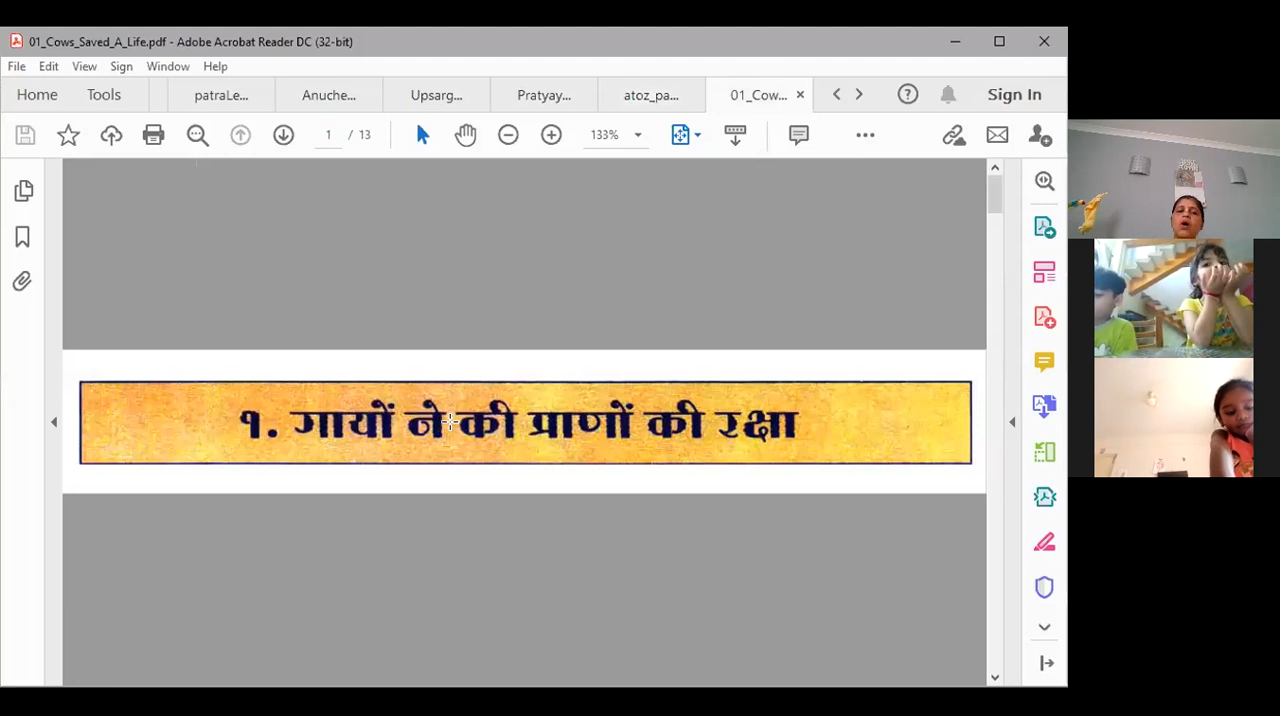 01_Cows_Saved_A_Life.pdf - Adobe Acrobat Reader DC (32-bit)
File Edit View Sign Window Help
Home Tools patraLe... Anuche... Upsarg... Pratyay... atoz_pa... 01_Cow... Sign In
1 / 13 133%
१. गायों ने की प्राणों की रक्षा